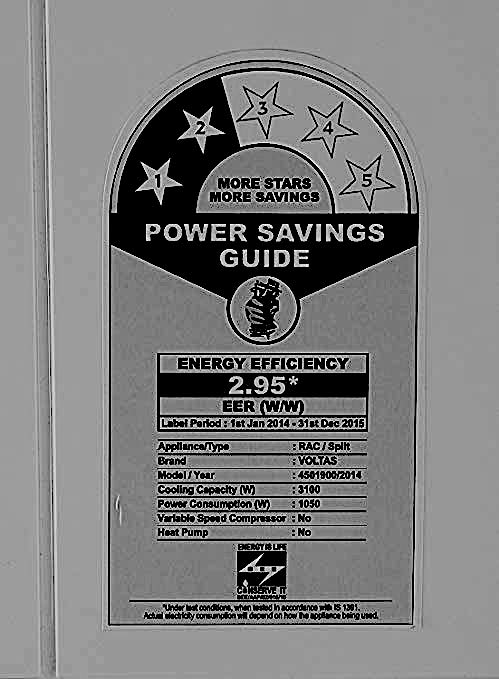 1 2 3 4 5
MORE STARS
MORE SAVINGS
POWER SAVINGS
GUIDE
ENERGY EFFICIENCY
2.95*
EER (W/W)
Label Period : 1st Jan 2014 - 31st Dec 2015
Appliance/Type : RAC / Split
Brand : VOLTAS
Model / Year : 4501900/2014
Cooling Capacity (W) : 3100
Power Consumption (W) : 1050
Variable Speed Compressor : No
Heat Pump : No
ENERGY IS LIFE
CONSERVE IT
*Under test conditions, when tested in accordance with IS 1391.
Actual electricity consumption will depend on how the appliance being used.